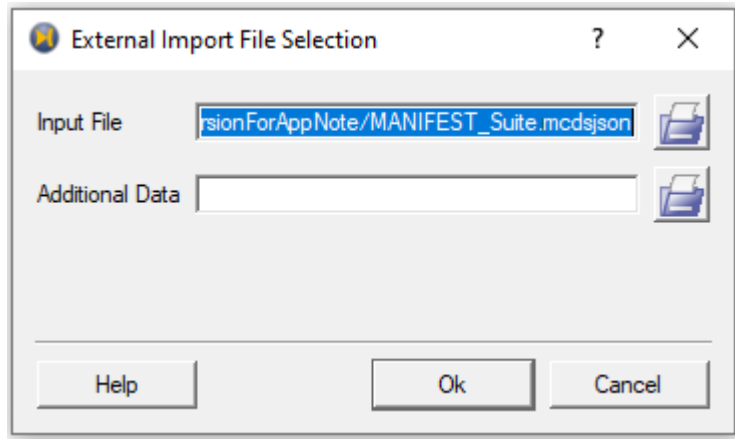 External Import File Selection ?
Input File rsionForAppNote/MANIFEST_Suite.mcdsjson
Additional Data
Help Ok Cancel